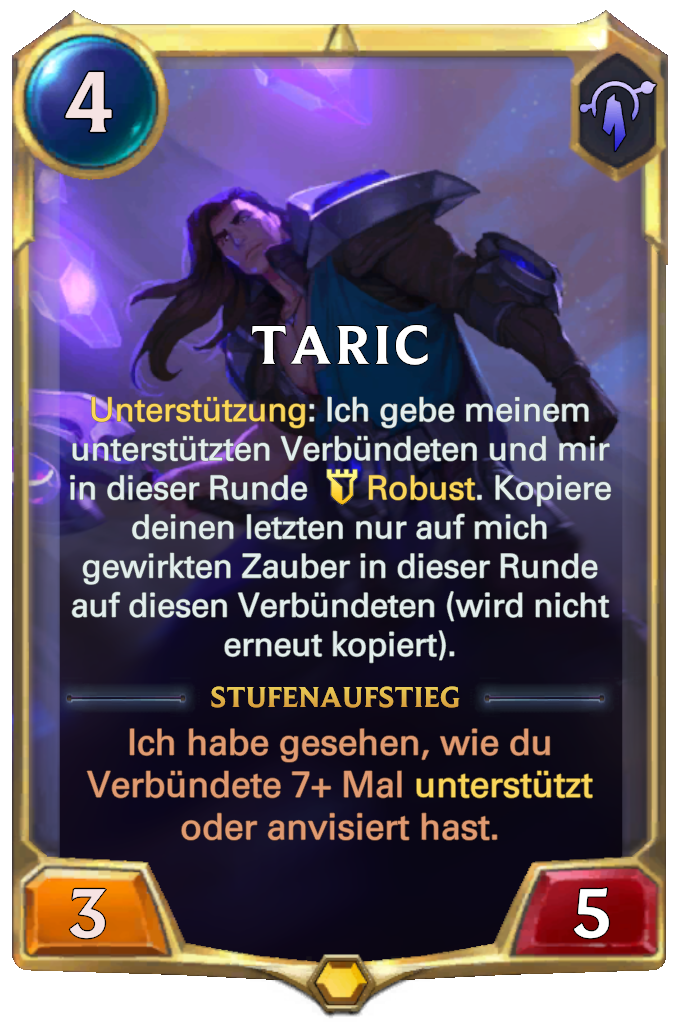 4
TARIC
Unterstützung: Ich gebe meinem
unterstützten Verbündeten und mir
in dieser Runde Robust. Kopiere
deinen letzten nur auf mich
gewirkten Zauber in dieser Runde
auf diesen Verbündeten (wird nicht
erneut kopiert).
STUFENAUFSTIEG
Ich habe gesehen, wie du
Verbündete 7+ Mal unterstützt
oder anvisiert hast.
3
5